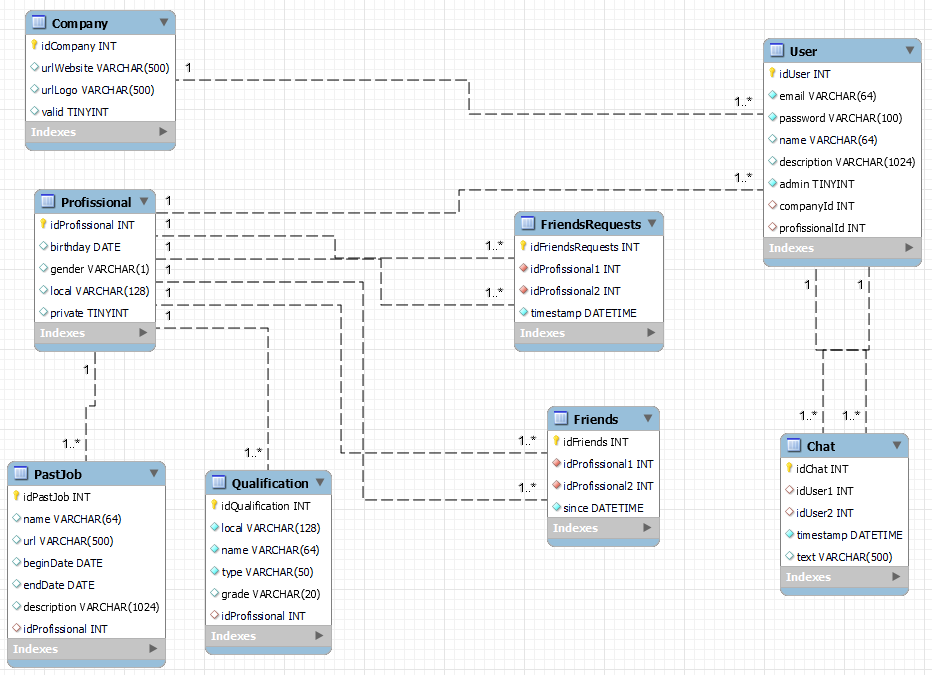 Company
idCompany INT
urlWebsite VARCHAR(500)
urlLogo VARCHAR(500)
valid TINYINT
Indexes
1
1..*
User
idUser INT
email VARCHAR(64)
password VARCHAR(100)
name VARCHAR(64)
description VARCHAR(1024)
admin TINYINT
companyId INT
profissionalId INT
Indexes
1..*
Profissional
idProfissional INT
birthday DATE
gender VARCHAR(1)
local VARCHAR(128)
private TINYINT
Indexes
1
1
1
1
1
1
1
FriendsRequests
idFriendsRequests INT
idProfissional1 INT
idProfissional2 INT
timestamp DATETIME
Indexes
1..*
1..*
1
1
Friends
idFriends INT
idProfissional1 INT
idProfissional2 INT
since DATETIME
Indexes
1..*
1..*
1..*
1..*
Chat
idChat INT
idUser1 INT
idUser2 INT
timestamp DATETIME
text VARCHAR(500)
Indexes
1..*
PastJob
idPastJob INT
name VARCHAR(64)
url VARCHAR(500)
beginDate DATE
endDate DATE
description VARCHAR(1024)
idProfissional INT
Indexes
1..*
Qualification
idQualification INT
local VARCHAR(128)
name VARCHAR(64)
type VARCHAR(50)
grade VARCHAR(20)
idProfissional INT
Indexes